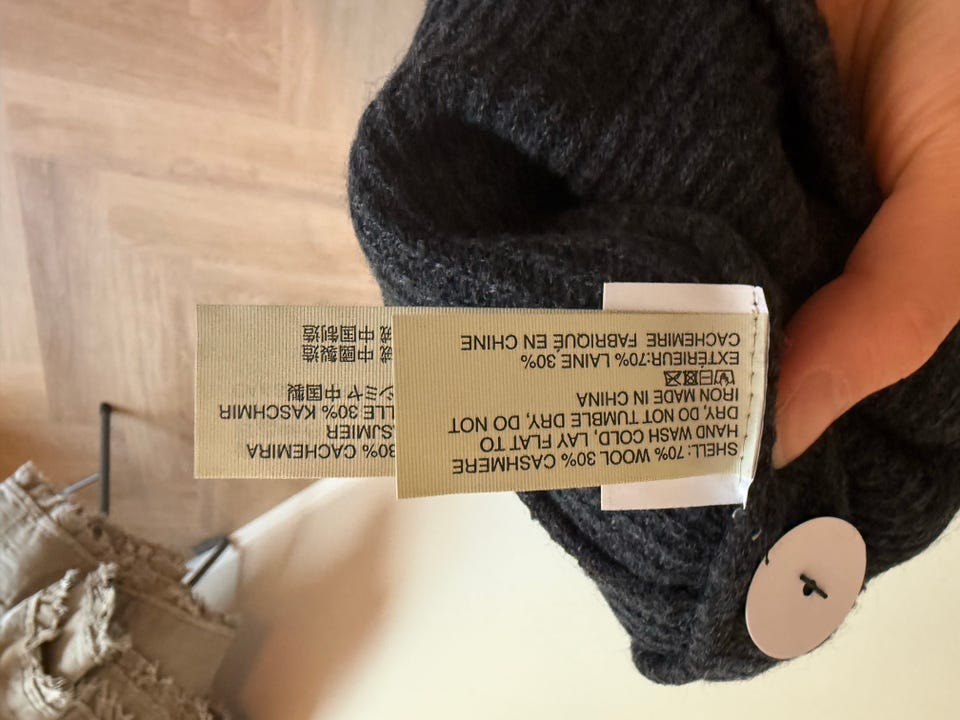 SHELL: 70% WOOL 30% CASHMERE
HAND WASH COLD, LAY FLAT TO
DRY, DO NOT TUMBLE DRY, DO NOT
IRON MADE IN CHINA
EXTÉRIEUR:70% LAINE 30%
CACHEMIRE FABRIQUÉ EN CHINE
30% CACHEMIRA
30% KASCHMIR
中国製
中國製造
中国制造